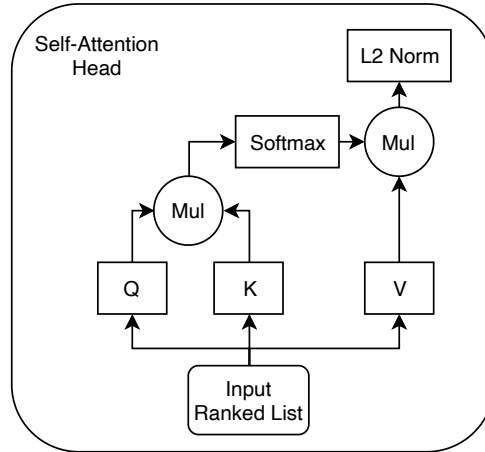 Self-Attention
Head
L2 Norm
Softmax
Mul
Mul
Q
K
V
Input
Ranked List